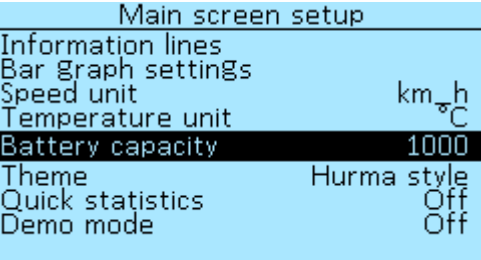 Main screen setup
Information lines
Bar graph settings
Speed unit km_h
Temperature unit °C
Battery capacity 1000
Theme Hurma style
Quick statistics Off
Demo mode Off